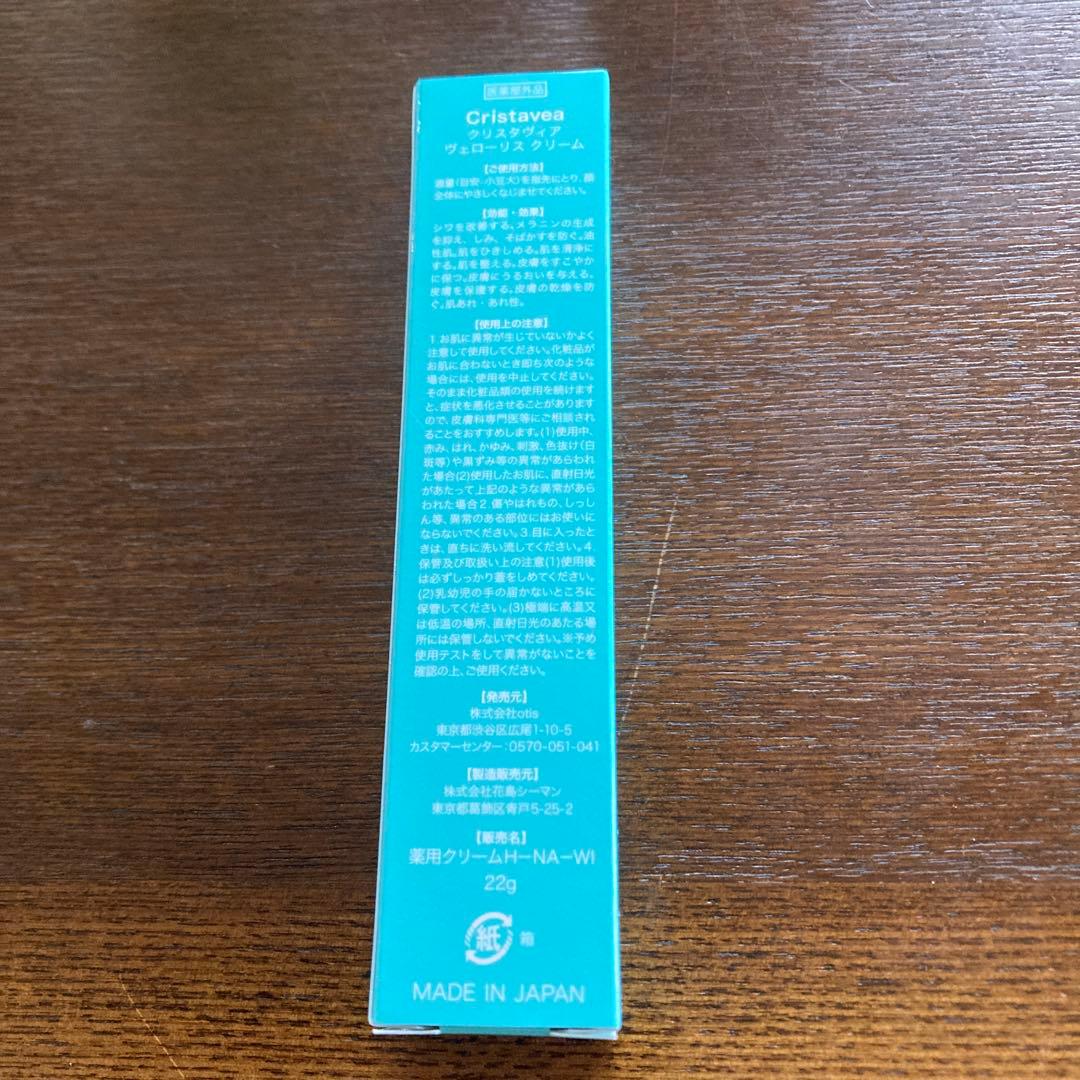 医薬部外品
Cristavea
クリスタヴィア
ヴェローリス クリーム
【ご使用方法】
適量(目安:小豆大)を指先にとり、顔
全体にやさしくなじませてください。
【効能・効果】
シワを改善する。メラニンの生成
を抑え、しみ、そばかすを防ぐ。油
性肌。肌をひきしめる。肌を清浄に
する。肌を整える。皮膚をすこやか
に保つ。皮膚にうるおいを与える。
皮膚を保護する。皮膚の乾燥を防
ぐ。肌あれ・あれ性。
【使用上の注意】
1.お肌に異常が生じていないかよく
注意して使用してください。化粧品が
お肌に合わないとき即ち次のような
場合には、使用を中止してください。
そのまま化粧品類の使用を続けます
と、症状を悪化させることがあります
ので、皮膚科専門医等にご相談され
ることをおすすめします。(1)使用中、
赤み、はれ、かゆみ、刺激、色抜け(白
斑等)や黒ずみ等の異常があらわれ
た場合(2)使用したお肌に、直射日光
があたって上記のような異常があら
われた場合2.傷やはれもの、しっし
ん等、異常のある部位にはお使いに
ならないでください。3.目に入ったと
きは、直ちに洗い流してください。4.
保管及び取扱い上の注意(1)使用後
は必ずしっかり蓋をしめてください。
(2)乳幼児の手の届かないところに
保管してください。(3)極端に高温又
は低温の場所、直射日光のあたる場
所には保管しないでください。※予め
使用テストをして異常がないことを
確認の上、ご使用ください。
【発売元】
株式会社otis
東京都渋谷区広尾1-10-5
カスタマーセンター:0570-051-041
【製造販売元】
株式会社花島シーマン
東京都葛飾区青戸5-25-2
【販売名】
薬用クリームH-NA-WI
22g
紙 箱
MADE IN JAPAN